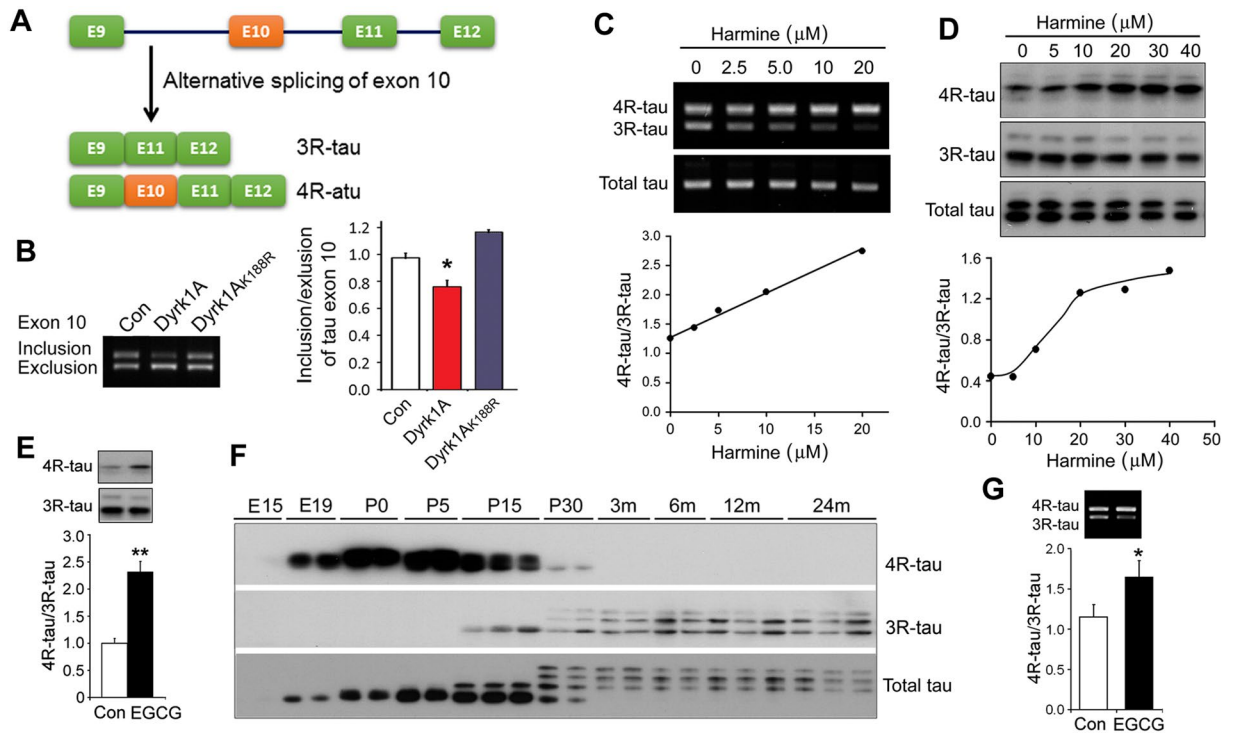 A
E9 E10 E11 E12
Alternative splicing of exon 10
E9 E11 E12 3R-tau
E9 E10 E11 E12 4R-atu
B
Exon 10 Con Dyrk1A Dyrk1AK188R
Inclusion
Exclusion
Inclusion/exlusion
of tau exon 10
1.2
1.0
0.8
0.6
0.4
0.2
0.0
*
Con Dyrk1A Dyrk1AK188R
C
Harmine (μM)
0 2.5 5.0 10 20
4R-tau
3R-tau
Total tau
4R-tau/3R-tau
3.0
2.5
2.0
1.5
1.0
0.5
0.0
0 5 10 15 20
Harmine (μM)
D
Harmine (μM)
0 5 10 20 30 40
4R-tau
3R-tau
Total tau
4R-tau/3R-tau
1.6
1.2
0.8
0.4
0.0
0 10 20 30 40 50
Harmine (μM)
E
4R-tau
3R-tau
4R-tau/3R-tau
3.0
2.5
2.0
1.5
1.0
0.5
0
**
Con EGCG
F
E15 E19 P0 P5 P15 P30 3m 6m 12m 24m
4R-tau
3R-tau
Total tau
G
4R-tau
3R-tau
4R-tau/3R-tau
2.0
1.5
1.0
1.5
0.0
*
Con EGCG